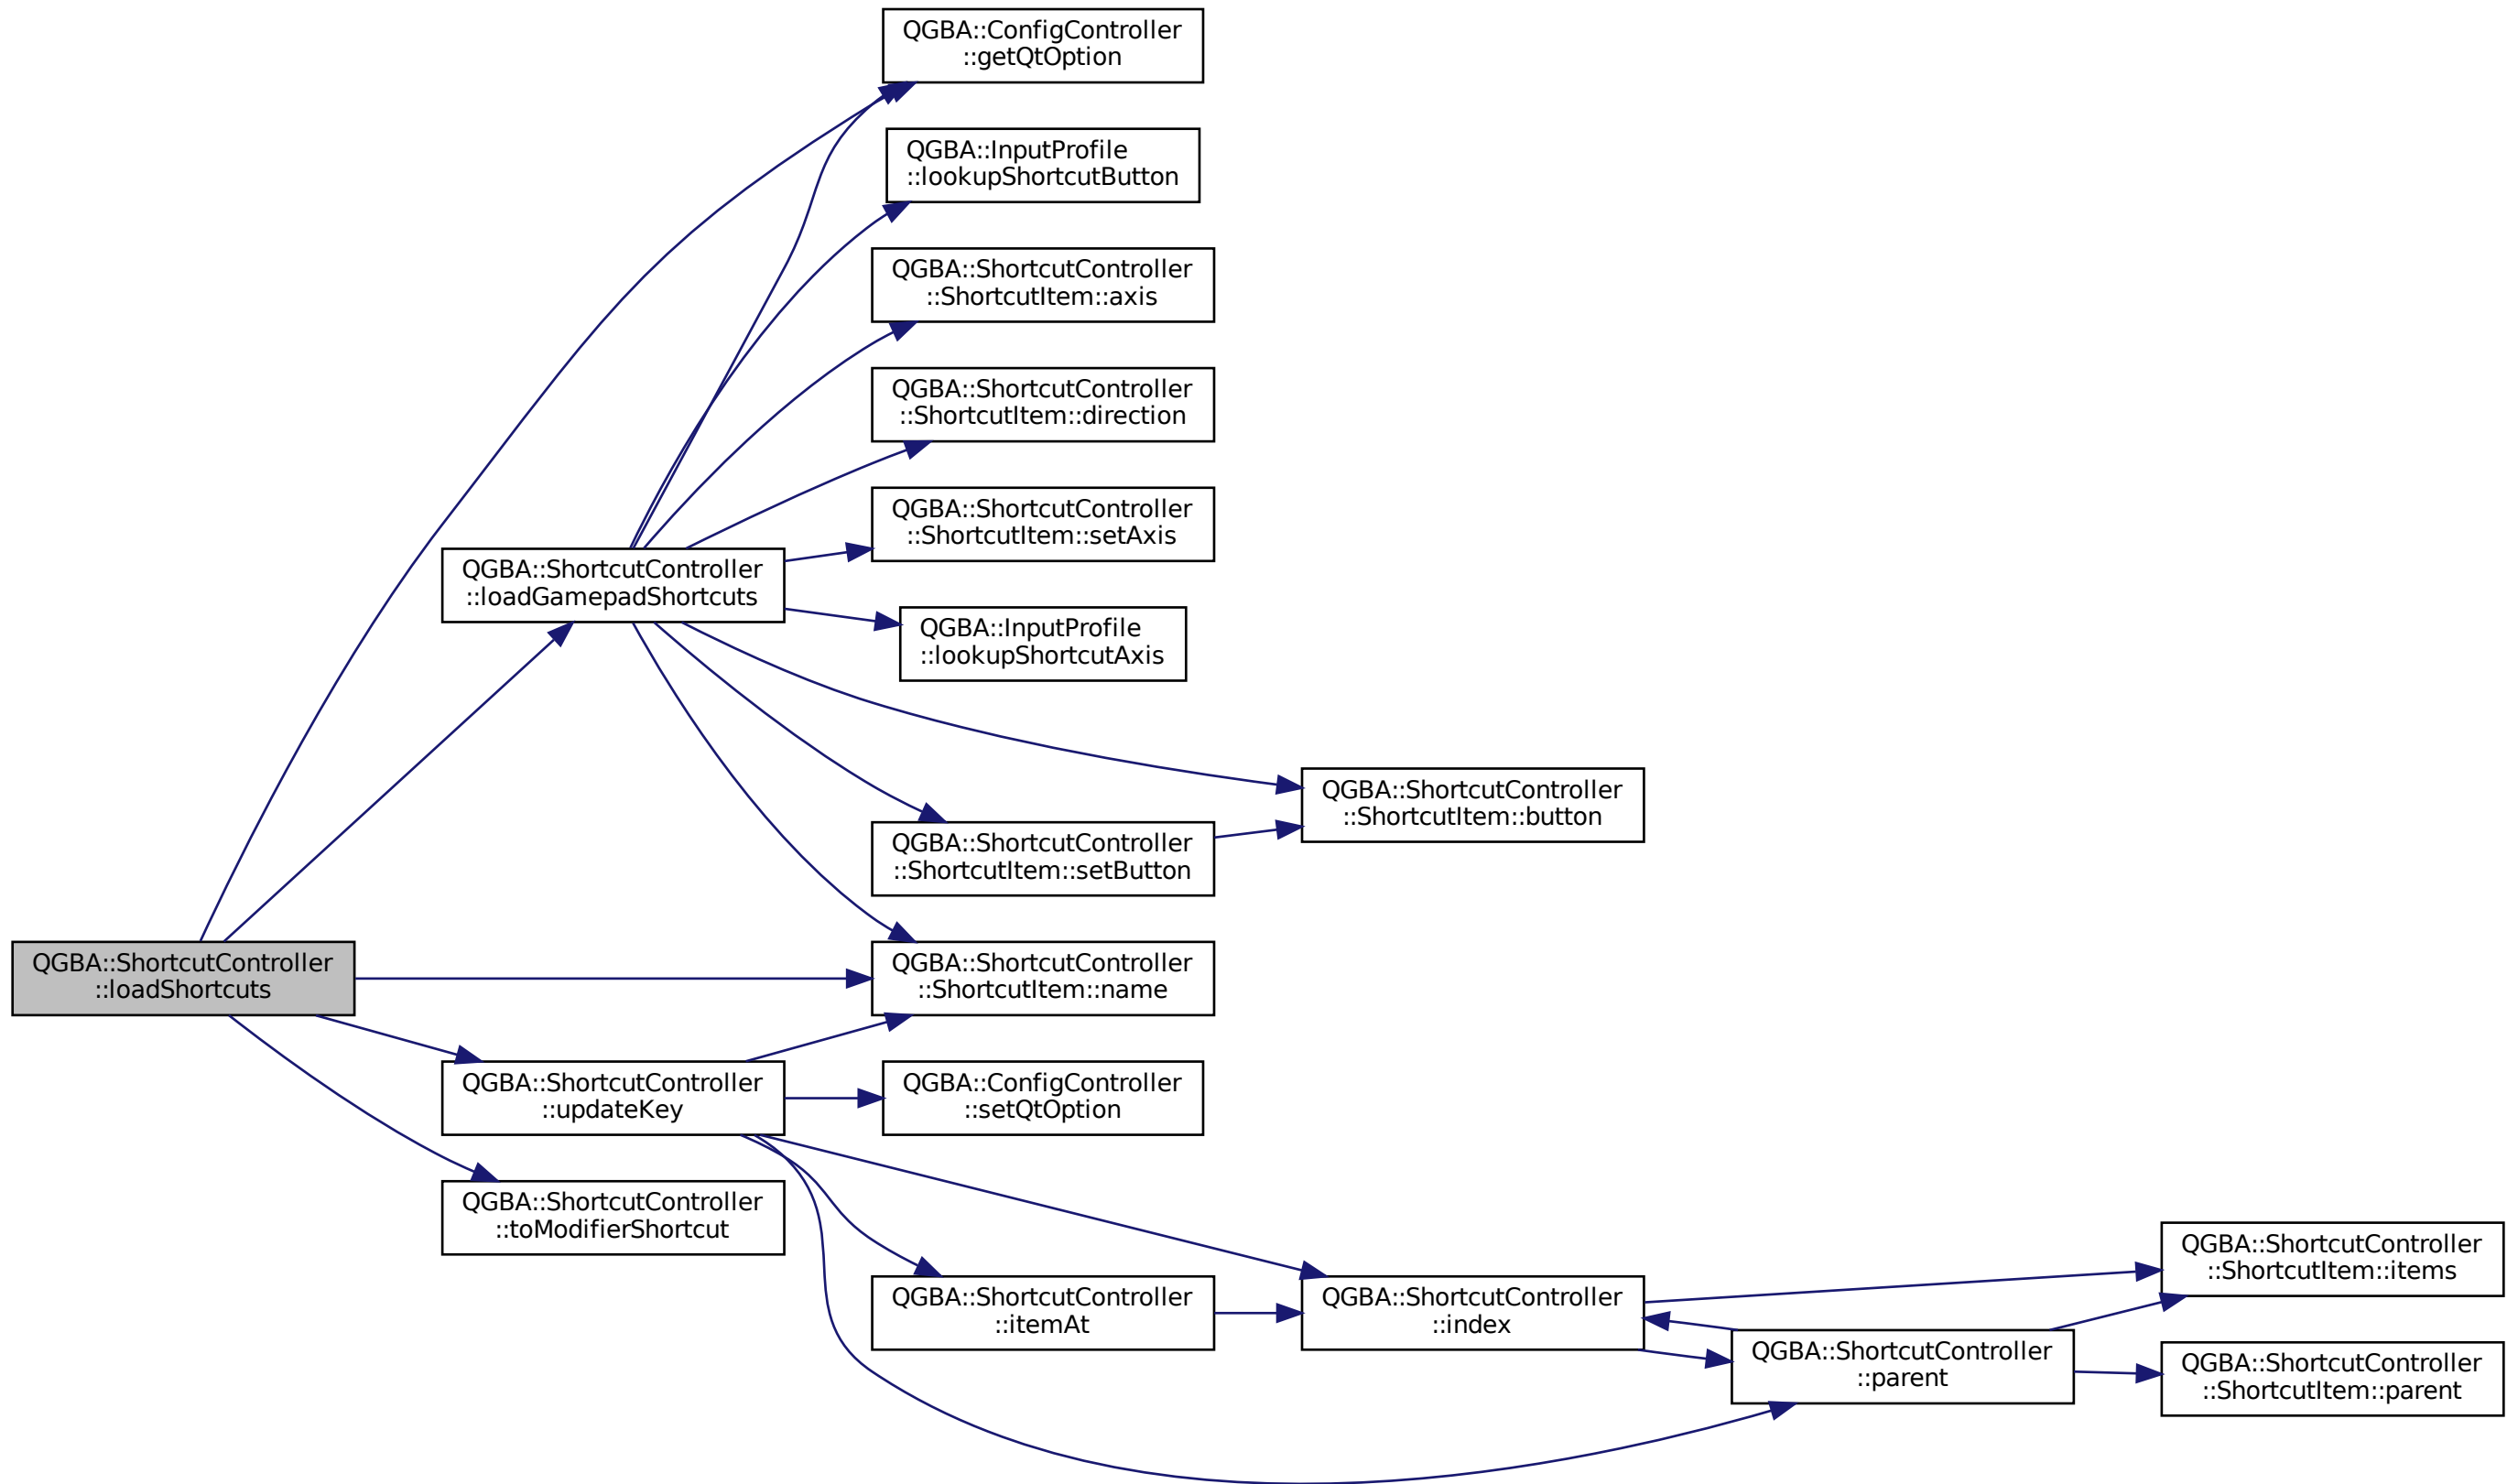 QGBA::ConfigController
::getQtOption
QGBA::InputProfile
::lookupShortcutButton
QGBA::ShortcutController
::ShortcutItem::axis
QGBA::ShortcutController
::ShortcutItem::direction
QGBA::ShortcutController
::ShortcutItem::setAxis
QGBA::ShortcutController
::loadGamepadShortcuts
QGBA::InputProfile
::lookupShortcutAxis
QGBA::ShortcutController
::ShortcutItem::button
QGBA::ShortcutController
::ShortcutItem::setButton
QGBA::ShortcutController
::loadShortcuts
QGBA::ShortcutController
::ShortcutItem::name
QGBA::ShortcutController
::updateKey
QGBA::ConfigController
::setQtOption
QGBA::ShortcutController
::toModifierShortcut
QGBA::ShortcutController
::itemAt
QGBA::ShortcutController
::index
QGBA::ShortcutController
::ShortcutItem::items
QGBA::ShortcutController
::parent
QGBA::ShortcutController
::ShortcutItem::parent